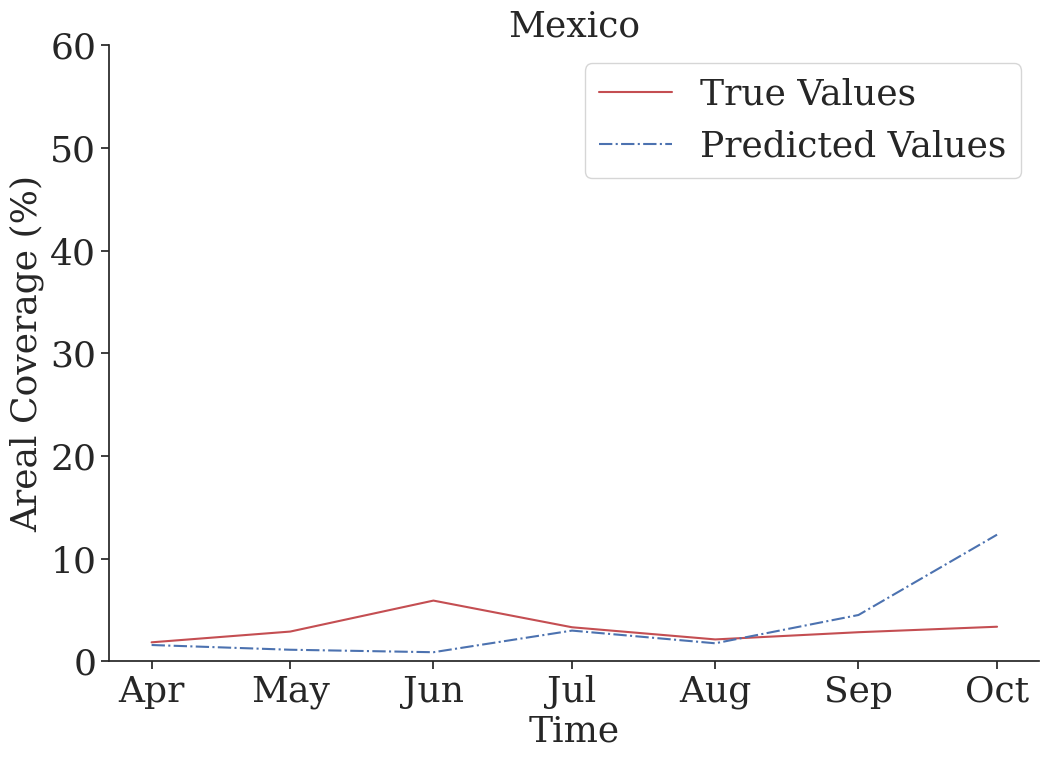 Mexico
True Values
Predicted Values
Areal Coverage (%)
60
50
40
30
20
10
0
Apr May Jun Jul Aug Sep Oct
Time